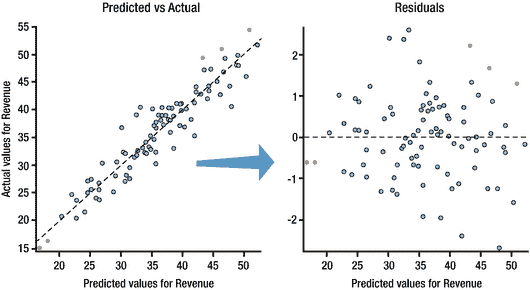 Predicted vs Actual
Actual values for Revenue
55
50
45
40
35
30
25
20
15
20 25 30 35 40 45 50
Predicted values for Revenue
Residuals
2
1
0
-1
-2
20 25 30 35 40 45 50
Predicted values for Revenue